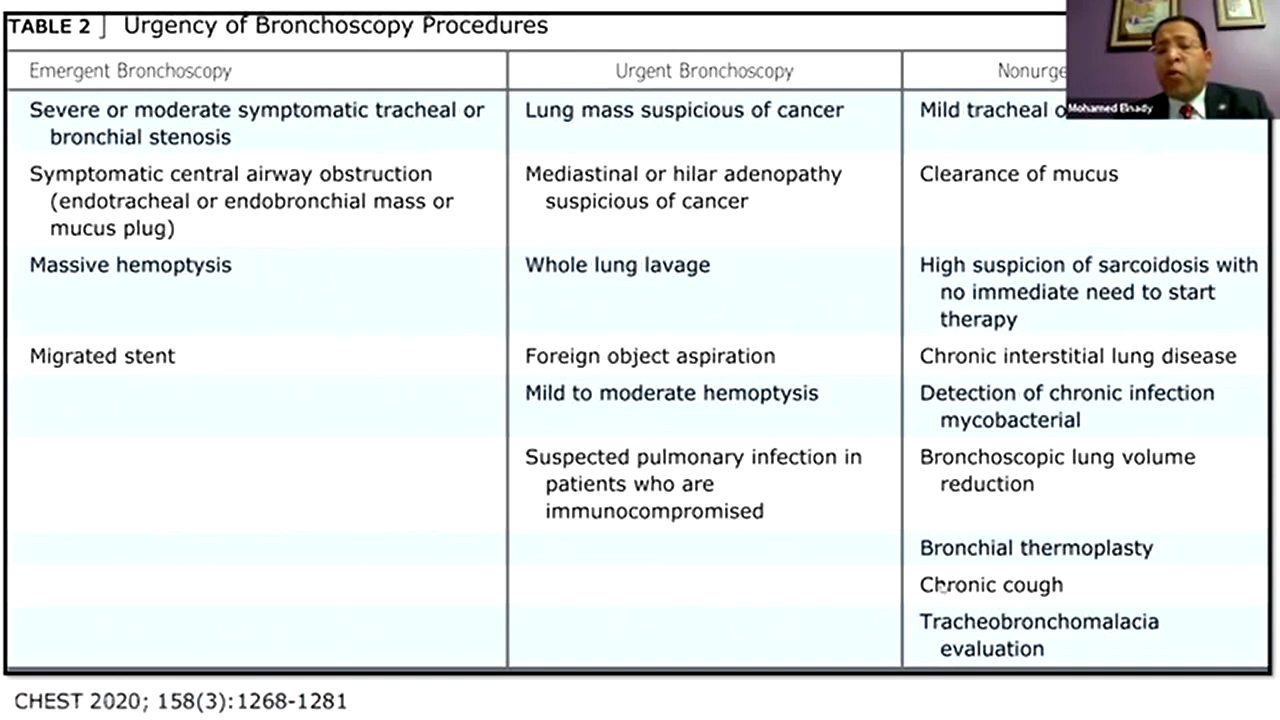 TABLE 2 ] Urgency of Bronchoscopy Procedures
Emergent Bronchoscopy
Urgent Bronchoscopy
Severe or moderate symptomatic tracheal or
bronchial stenosis
Lung mass suspicious of cancer
Mild tracheal
Mohamed Elnady
Symptomatic central airway obstruction
(endotracheal or endobronchial mass or
mucus plug)
Mediastinal or hilar adenopathy
suspicious of cancer
Clearance of mucus
Massive hemoptysis
Whole lung lavage
High suspicion of sarcoidosis with
no immediate need to start
therapy
Migrated stent
Foreign object aspiration
Chronic interstitial lung disease
Mild to moderate hemoptysis
Detection of chronic infection
mycobacterial
Suspected pulmonary infection in
patients who are
immunocompromised
Bronchoscopic lung volume
reduction
Bronchial thermoplasty
Chronic cough
Tracheobronchomalacia
evaluation
CHEST 2020; 158(3):1268-1281